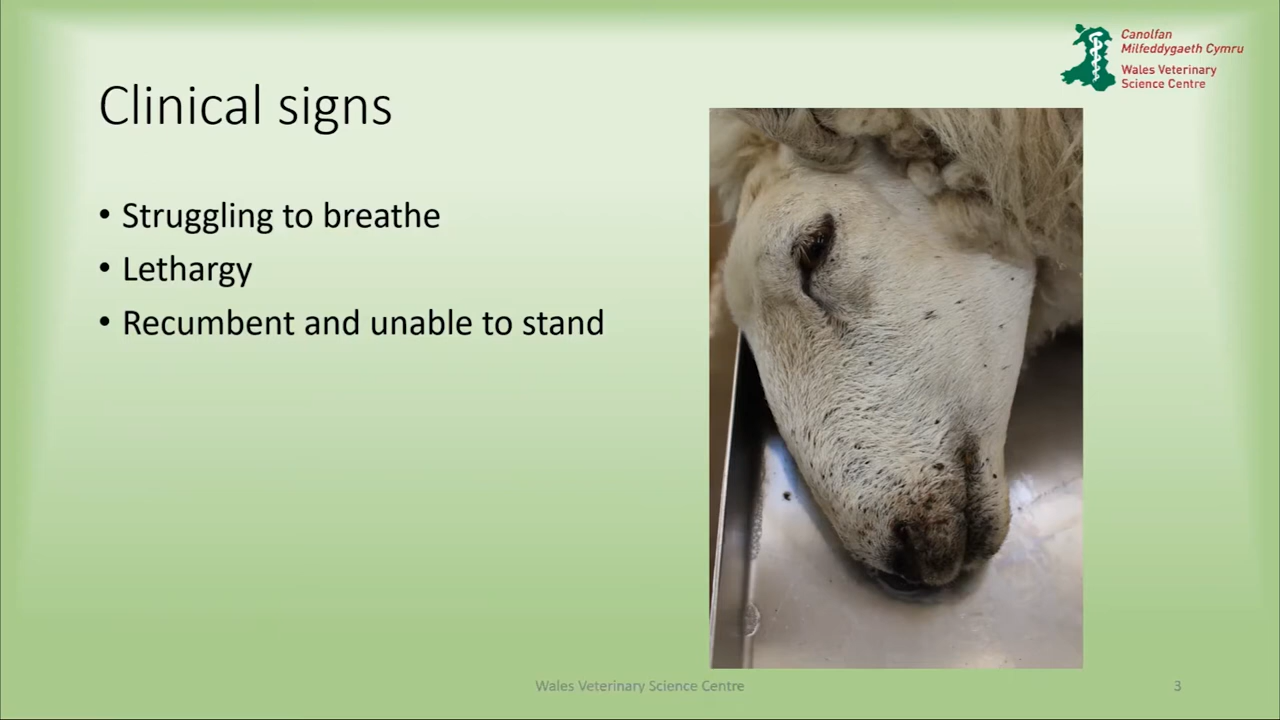 Canolfan
Milfeddygaeth Cymru
Wales Veterinary
Science Centre
Clinical signs
• Struggling to breathe
• Lethargy
• Recumbent and unable to stand
Wales Veterinary Science Centre
3